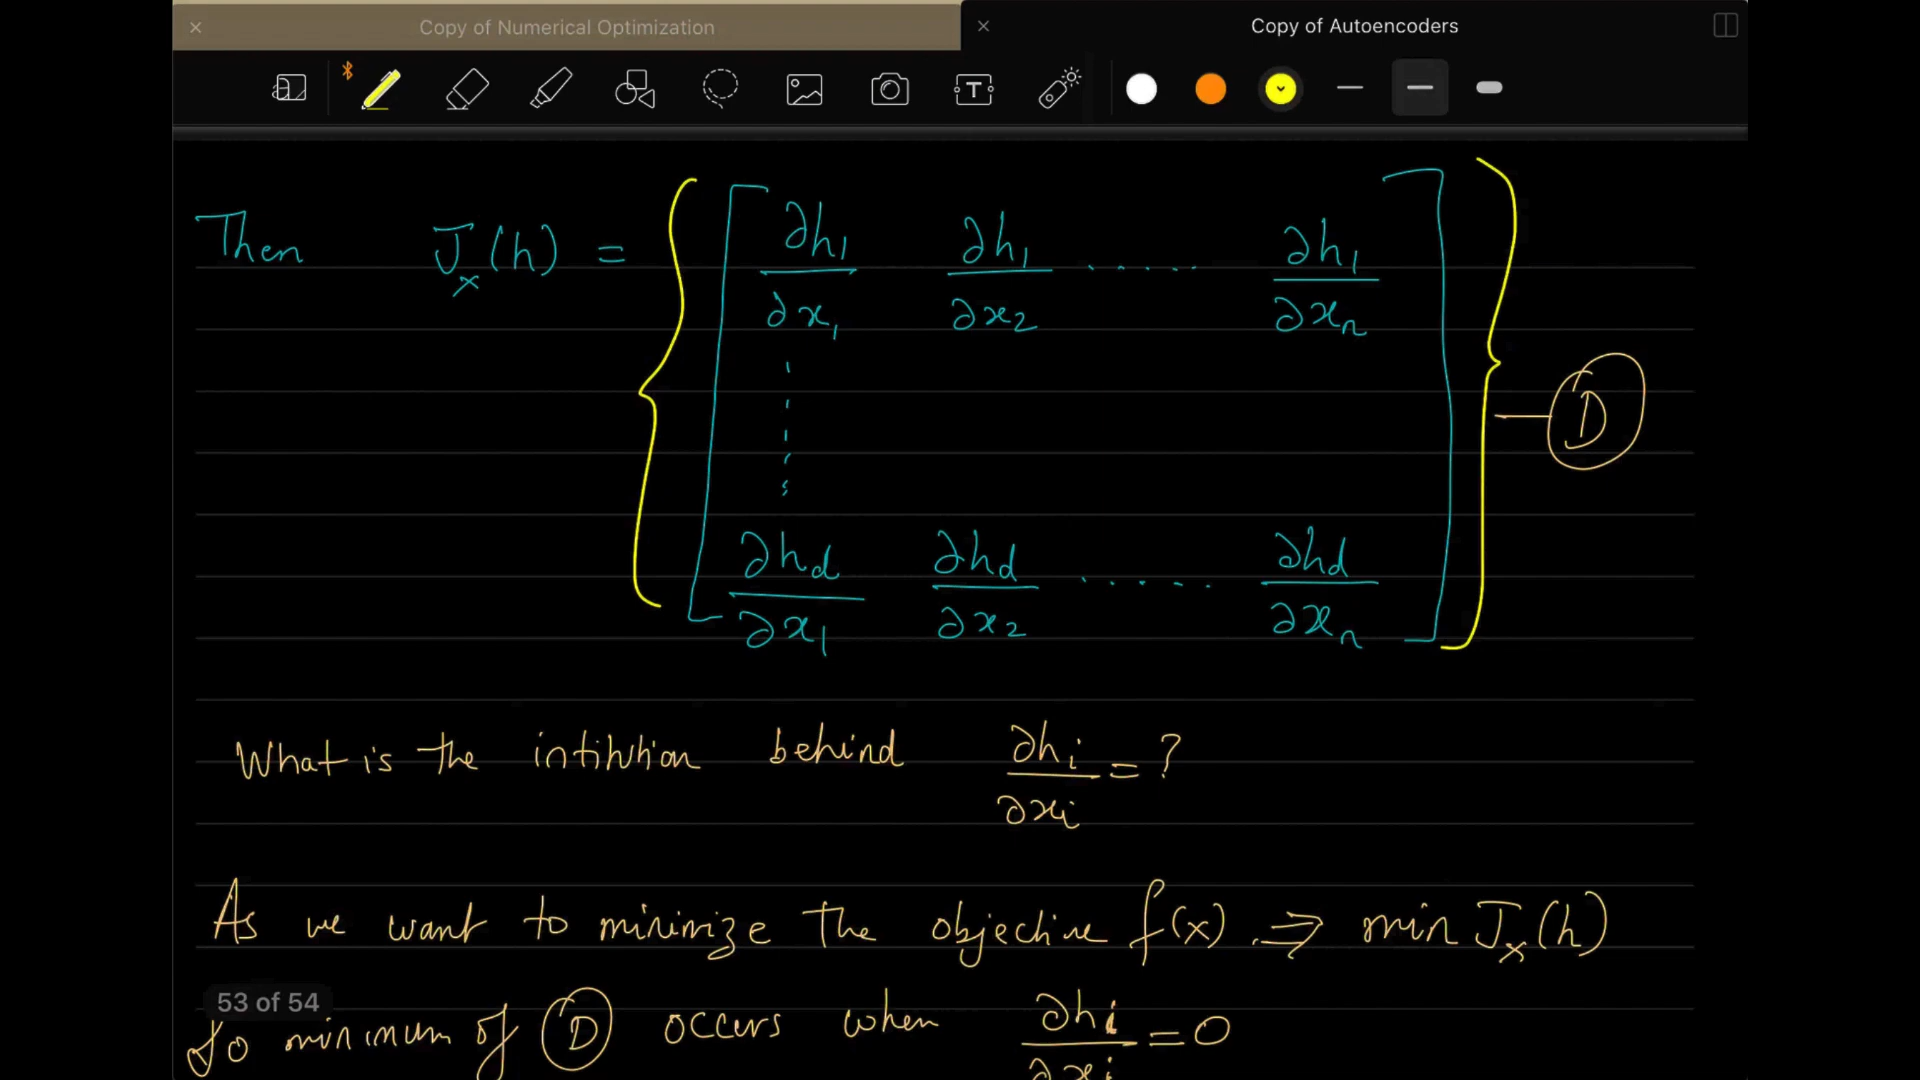 Copy of Numerical Optimization
Copy of Autoencoders
T
Then J_x(h) = { [ ∂h1/∂x1 ∂h1/∂x2 ..... ∂h1/∂xn
∂hd/∂x1 ∂hd/∂x2 ...... ∂hd/∂xn ] } — D
What is the intitution behind ∂hi/∂xi = ?
As we want to minimize the objective f(x). ⇒ min J_x(h)
53 of 54
So minimum of D occurs when ∂hi/∂xi = 0